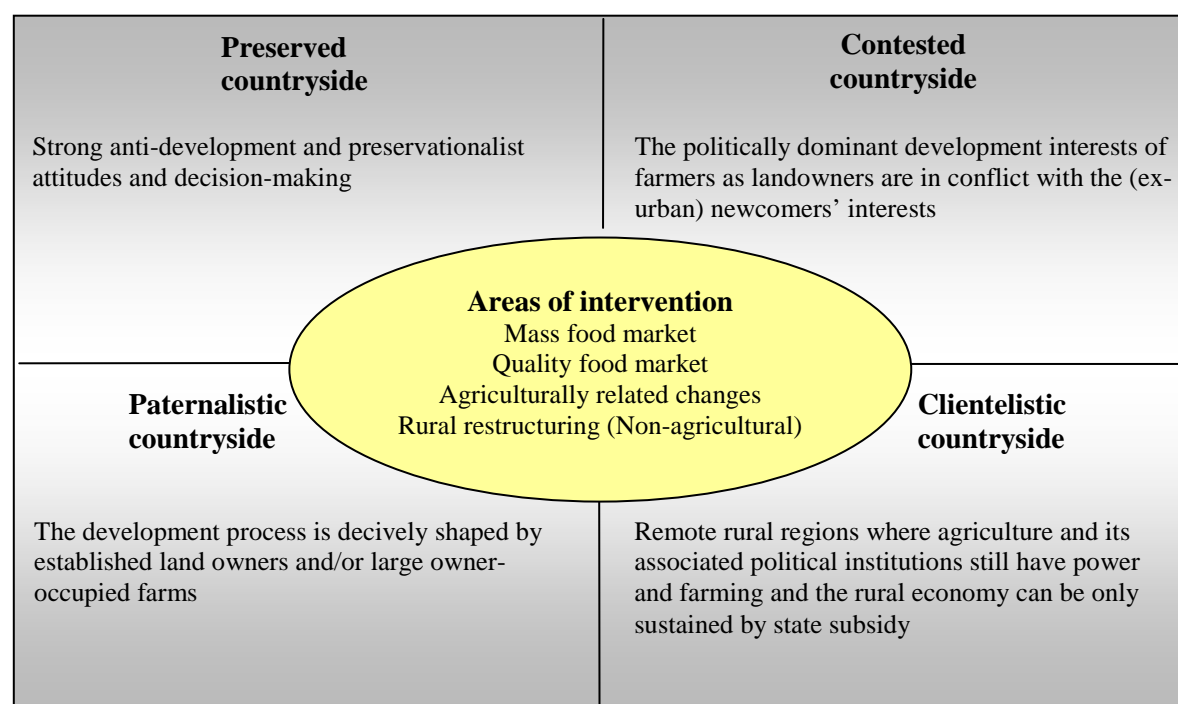 Preserved
countryside
Strong anti-development and preservationalist
attitudes and decision-making
Contested
countryside
The politically dominant development interests of
farmers as landowners are in conflict with the (ex-
urban) newcomers’ interests
Areas of intervention
Mass food market
Quality food market
Agriculturally related changes
Rural restructuring (Non-agricultural)
Paternalistic
countryside
The development process is decively shaped by
established land owners and/or large owner-
occupied farms
Clientelistic
countryside
Remote rural regions where agriculture and its
associated political institutions still have power
and farming and the rural economy can be only
sustained by state subsidy